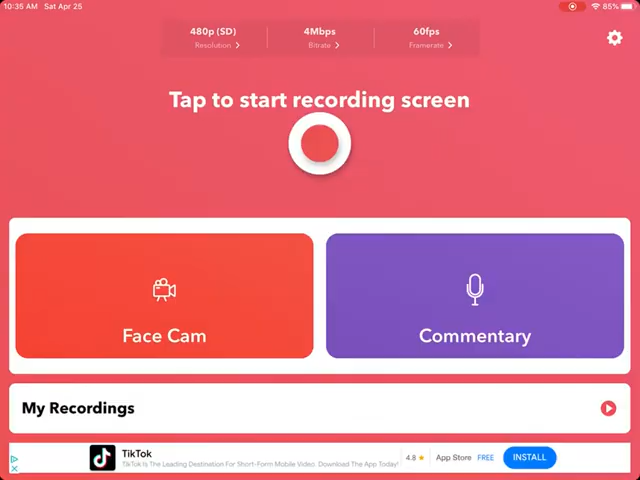 10:35 AM Sat Apr 25 85%
480p (SD) 4Mbps 60fps
Resolution > Bitrate > Framerate >
Tap to start recording screen
Face Cam Commentary
My Recordings
TikTok
TikTok Is The Leading Destination For Short-Form Mobile Video. Download The App Today!
4.8 ★ App Store FREE INSTALL